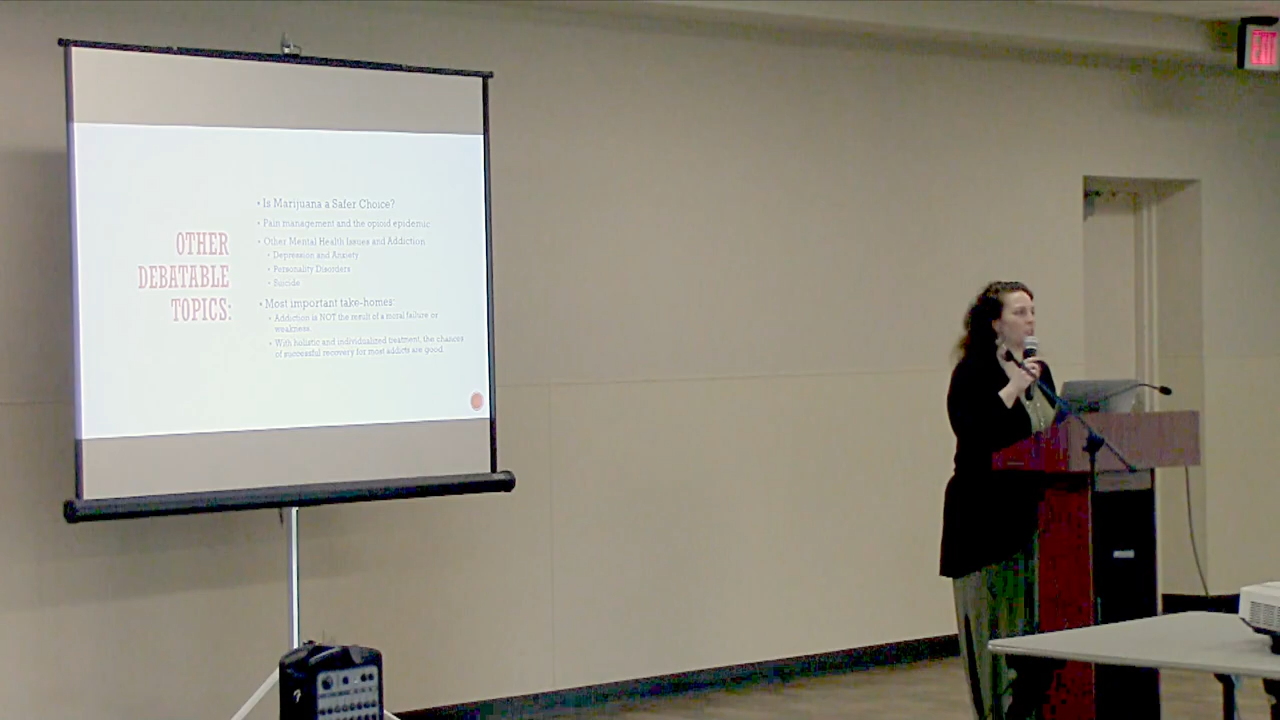 OTHER
DEBATABLE
TOPICS:
• Is Marijuana a Safer Choice?
• Pain management and the opioid epidemic
• Other Mental Health Issues and Addiction
• Depression and Anxiety
• Personality Disorders
• Suicide
• Most important take-homes:
• Addiction is NOT the result of a moral failure or
weakness.
• With holistic and individualized treatment, the chances
of successful recovery for most addicts are good.